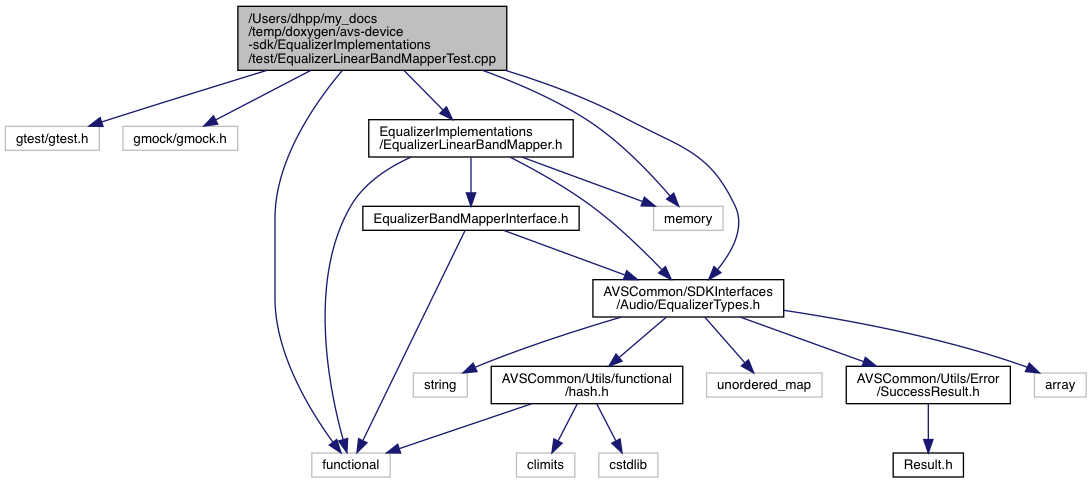 /Users/dhpp/my_docs
/temp/doxygen/avs-device
-sdk/EqualizerImplementations
/test/EqualizerLinearBandMapperTest.cpp
gtest/gtest.h
gmock/gmock.h
EqualizerImplementations
/EqualizerLinearBandMapper.h
EqualizerBandMapperInterface.h
memory
AVSCommon/SDKInterfaces
/Audio/EqualizerTypes.h
string
AVSCommon/Utils/functional
/hash.h
unordered_map
AVSCommon/Utils/Error
/SuccessResult.h
array
functional
climits
cstdlib
Result.h